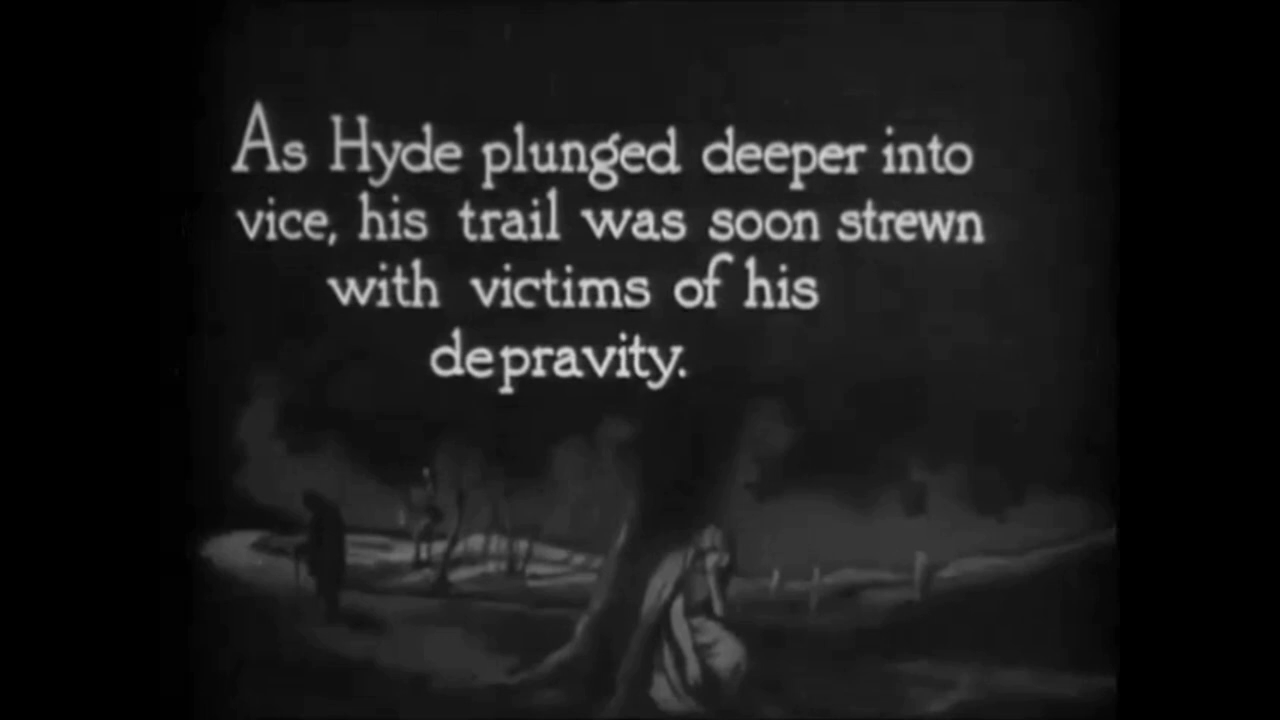 As Hyde plunged deeper into
vice, his trail was soon strewn
with victims of his
depravity.